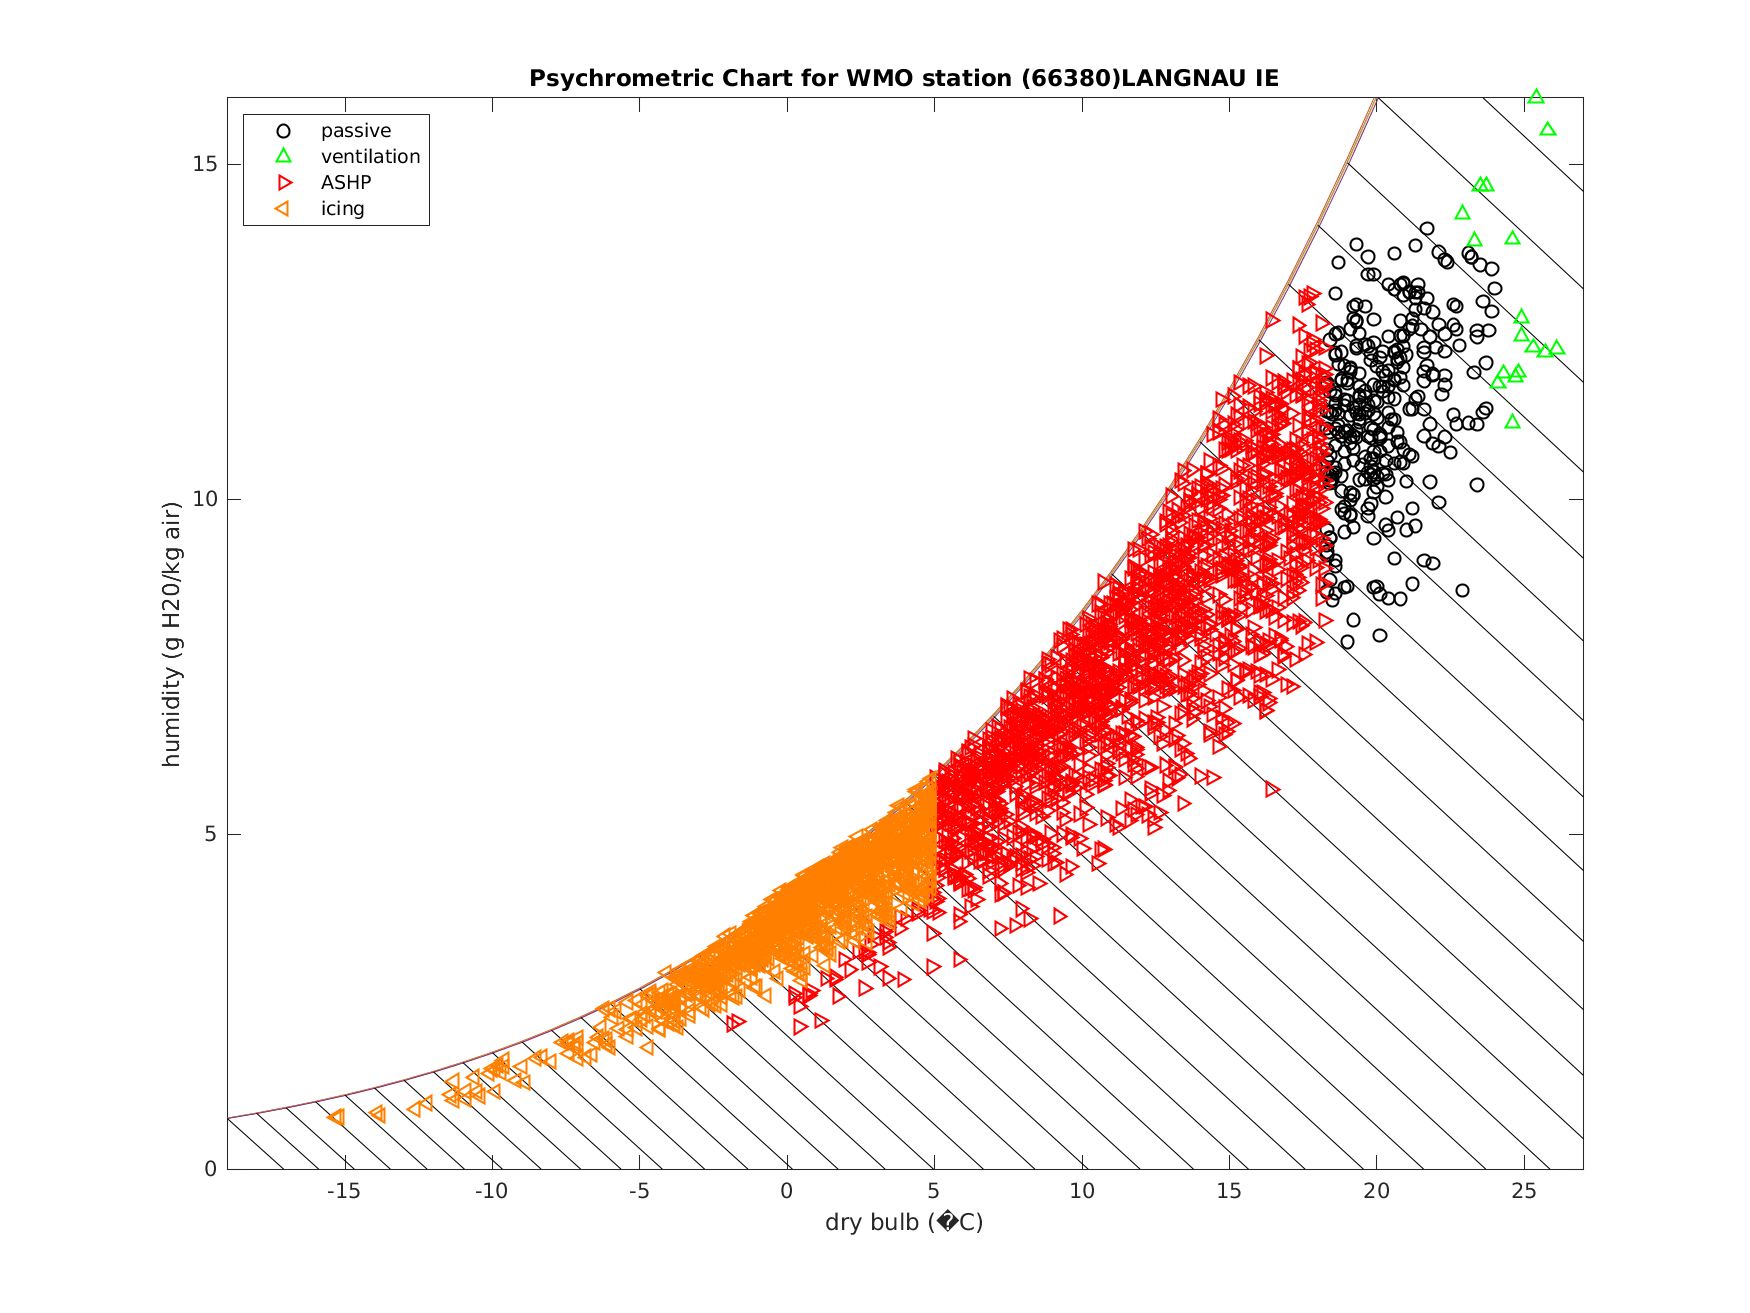 Psychrometric Chart for WMO station (66380)LANGNAU IE
passive
ventilation
ASHP
icing
15
10
5
0
humidity (g H20/kg air)
-15 -10 -5 0 5 10 15 20 25
dry bulb (�C)